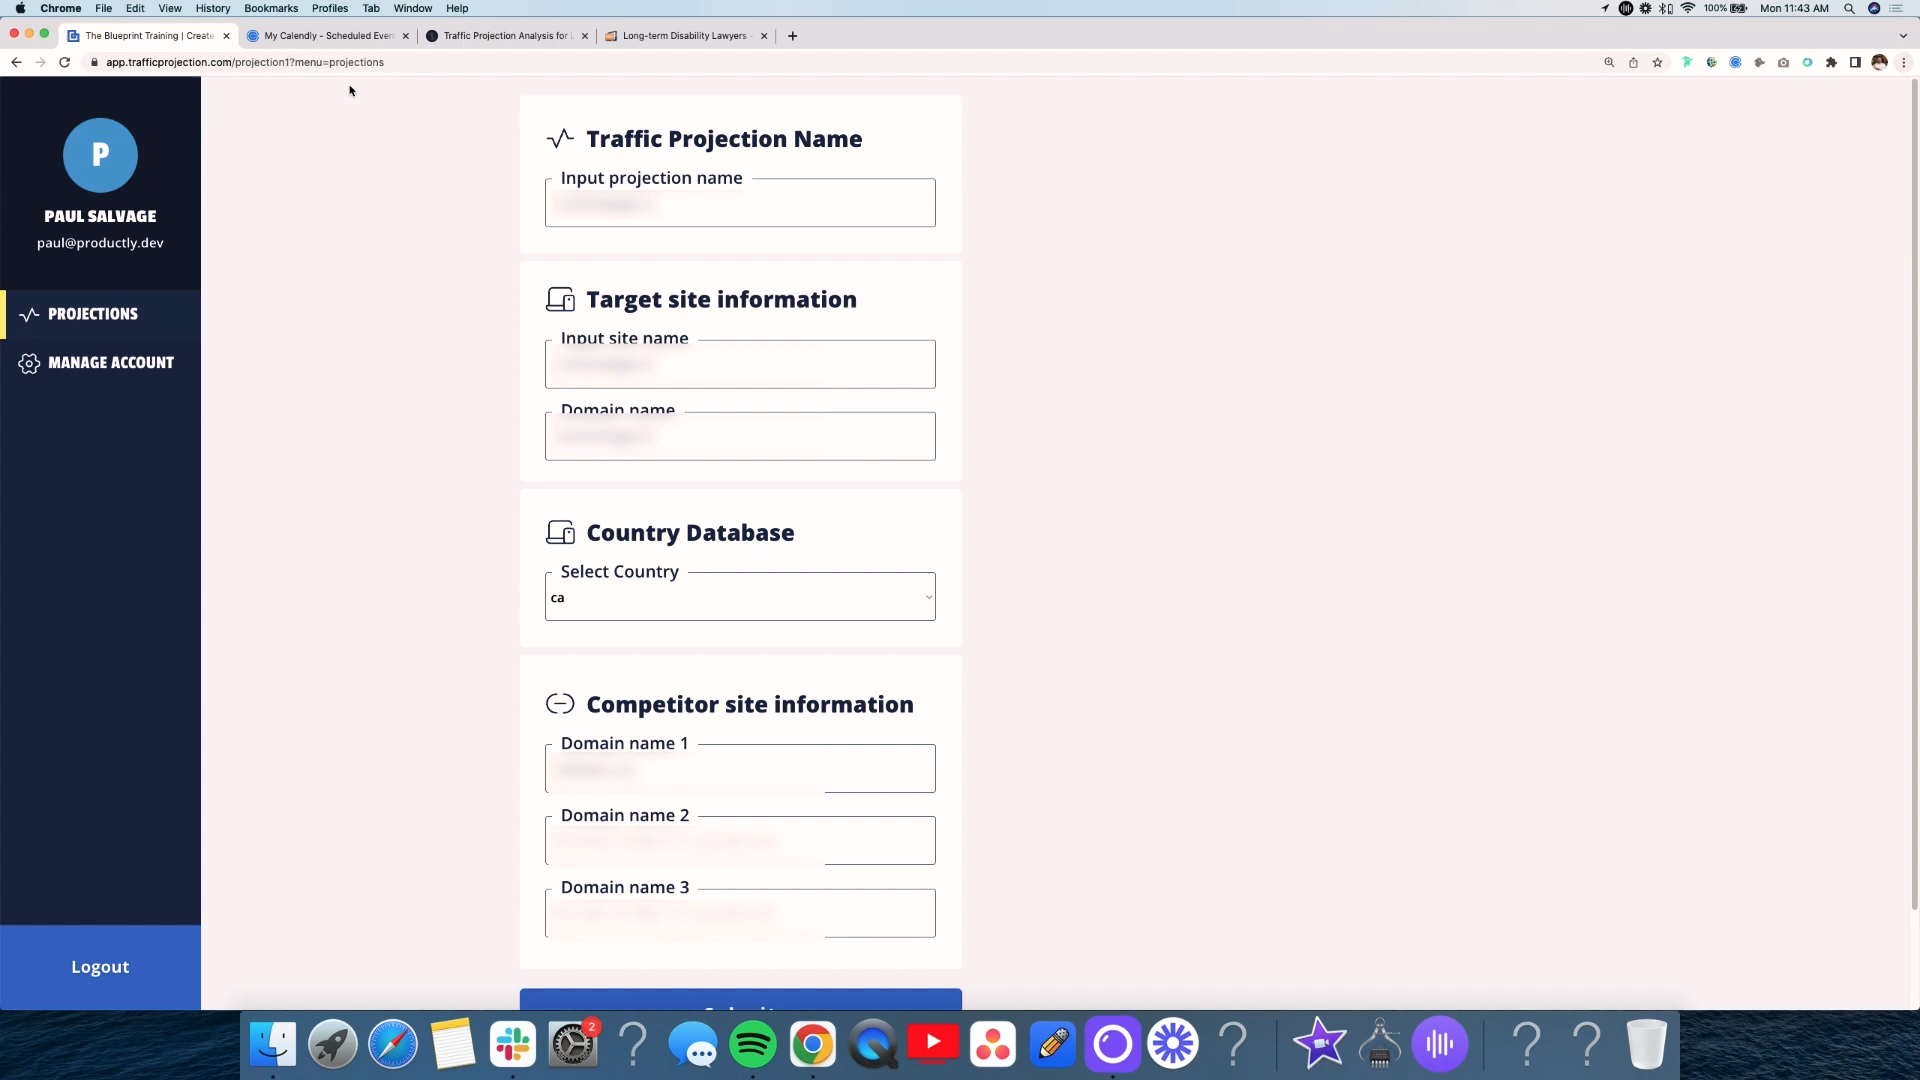 Chrome File Edit View History Bookmarks Profiles Tab Window Help
100% Mon 11:43 AM
The Blueprint Training | Create
My Calendly - Scheduled Even
Traffic Projection Analysis for L
Long-term Disability Lawyers -
app.trafficprojection.com/projection1?menu=projections
P
PAUL SALVAGE
paul@productly.dev
PROJECTIONS
MANAGE ACCOUNT
Logout
Traffic Projection Name
Input projection name
Target site information
Input site name
Domain name
Country Database
Select Country
ca
Competitor site information
Domain name 1
Domain name 2
Domain name 3
2